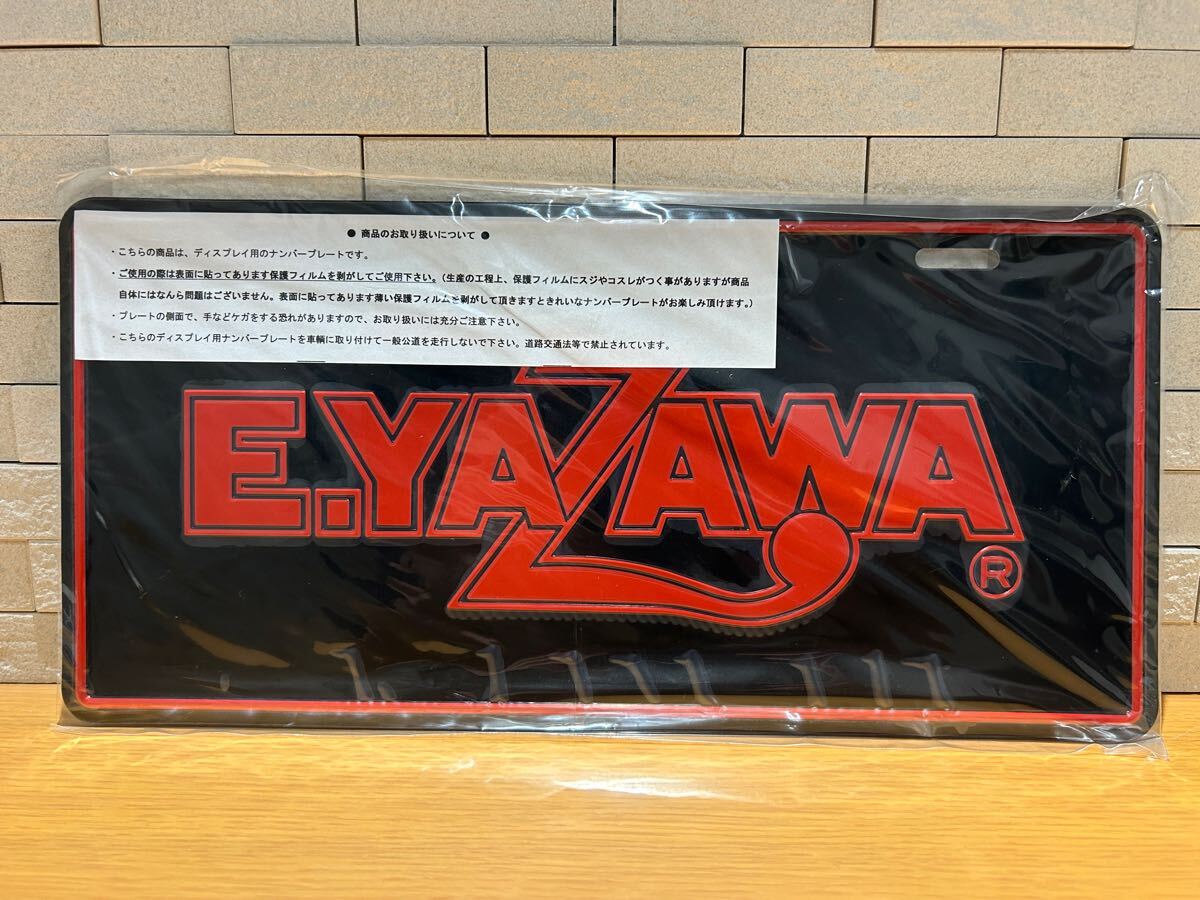 ● 商品のお取り扱いについて ●
・こちらの商品は、ディスプレイ用のナンバープレートです。
・ご使用の際は表面に貼ってあります保護フィルムを剥がしてご使用下さい。（生産の工程上、保護フィルムにスジやコスレがつく事がありますが商品
自体にはなんら問題はございません。表面に貼ってあります薄い保護フィルムを剥がして頂きますときれいなナンバープレートがお楽しみ頂けます。）
・プレートの側面で、手などケガをする恐れがありますので、お取り扱いには充分ご注意下さい。
・こちらのディスプレイ用ナンバープレートを車輌に取り付けて一般公道を走行しないで下さい。道路交通法等で禁止されています。
E.YAZAWA
®